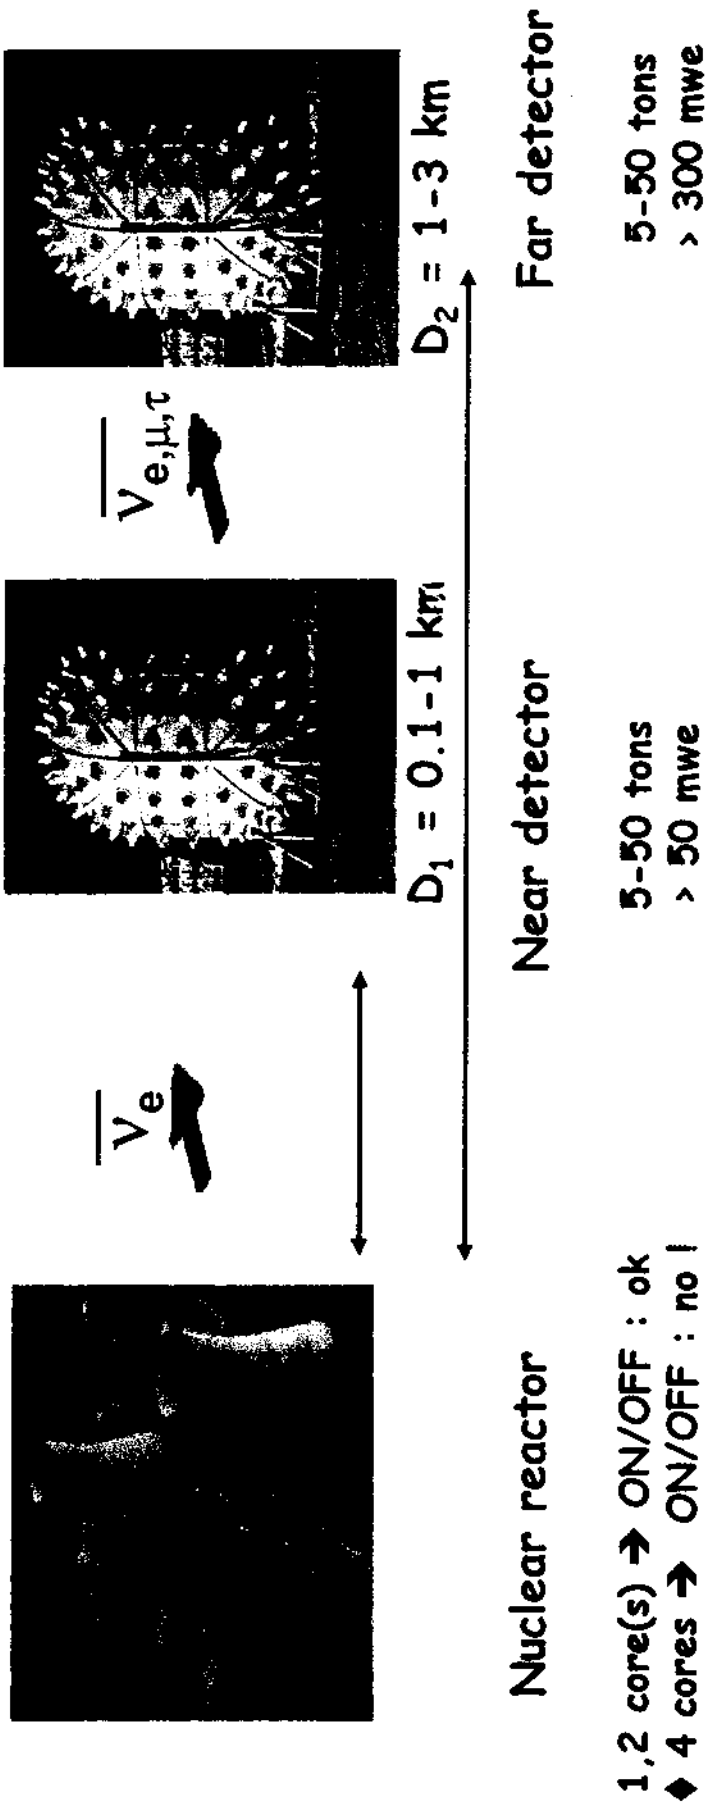 ν̅e
ν̅e,μ,τ
D1 = 0.1-1 km
D2 = 1-3 km
Nuclear reactor
Near detector
Far detector
1,2 core(s) ➔ ON/OFF : ok
◆ 4 cores ➔ ON/OFF : no !
5-50 tons
> 50 mwe
5-50 tons
> 300 mwe